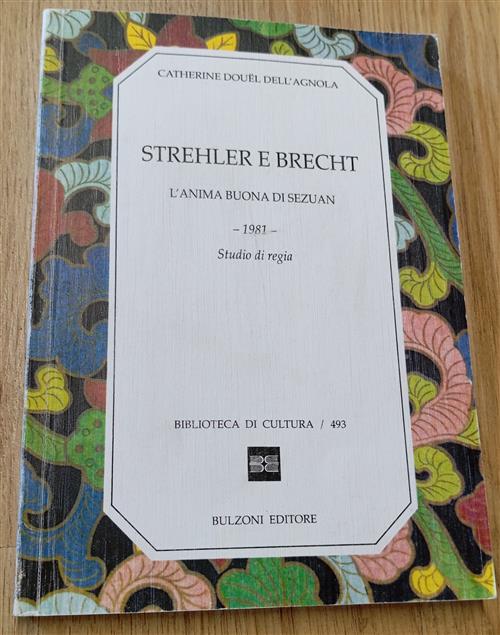 CATHERINE DOUËL DELL'AGNOLA
STREHLER E BRECHT
L'ANIMA BUONA DI SEZUAN
– 1981 –
Studio di regia
BIBLIOTECA DI CULTURA / 493
BULZONI EDITORE